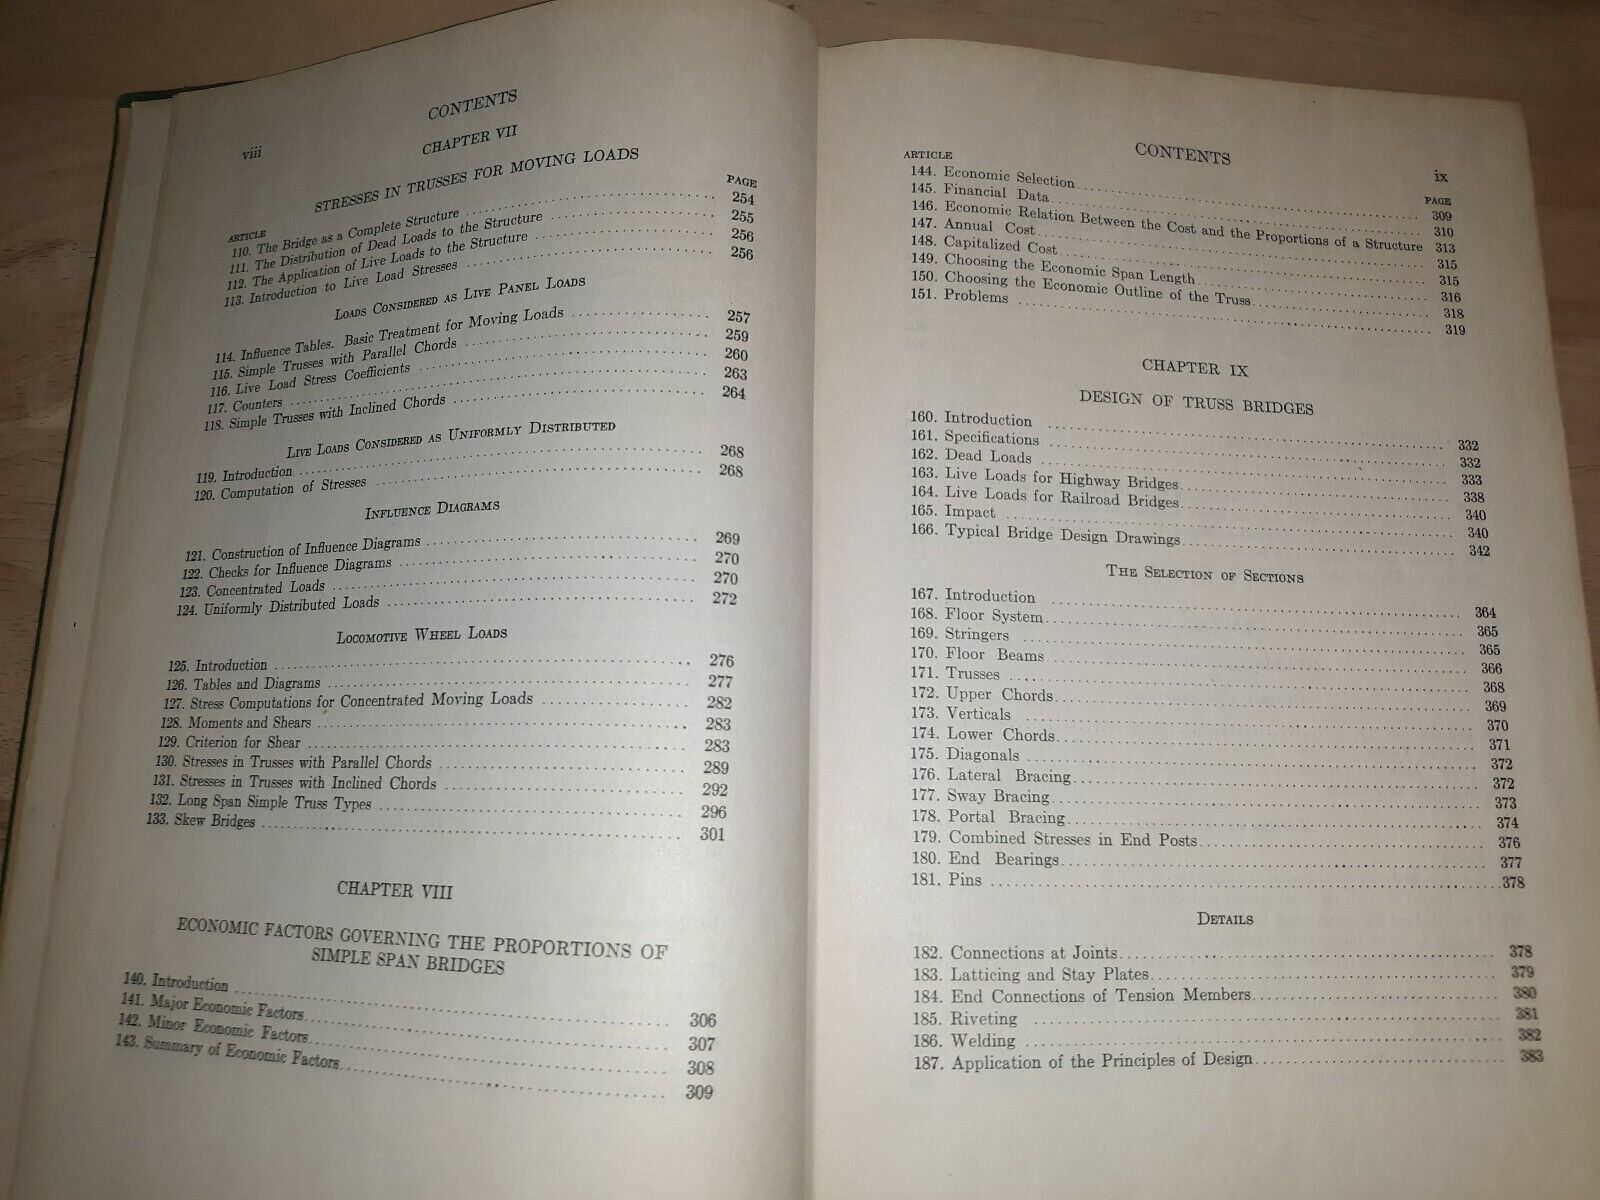 CONTENTS
viii
CHAPTER VII
STRESSES IN TRUSSES FOR MOVING LOADS
ARTICLE PAGE
110. The Bridge as a Complete Structure 254
111. The Distribution of Dead Loads to the Structure 255
112. The Application of Live Loads to the Structure 256
113. Introduction to Live Load Stresses 256
Loads Considered as Live Panel Loads
114. Influence Tables. Basic Treatment for Moving Loads 257
115. Simple Trusses with Parallel Chords 259
116. Live Load Stress Coefficients 260
117. Counters 263
118. Simple Trusses with Inclined Chords 264
Live Loads Considered as Uniformly Distributed
119. Introduction 268
120. Computation of Stresses 268
Influence Diagrams
121. Construction of Influence Diagrams 269
122. Checks for Influence Diagrams 270
123. Concentrated Loads 270
124. Uniformly Distributed Loads 272
Locomotive Wheel Loads
125. Introduction 276
126. Tables and Diagrams 277
127. Stress Computations for Concentrated Moving Loads 282
128. Moments and Shears 283
129. Criterion for Shear 283
130. Stresses in Trusses with Parallel Chords 289
131. Stresses in Trusses with Inclined Chords 292
132. Long Span Simple Truss Types 296
133. Skew Bridges 301
CHAPTER VIII
ECONOMIC FACTORS GOVERNING THE PROPORTIONS OF
SIMPLE SPAN BRIDGES
140. Introduction 306
141. Major Economic Factors 307
142. Minor Economic Factors 308
143. Summary of Economic Factors 309
CONTENTS
ix
ARTICLE PAGE
144. Economic Selection 309
145. Financial Data 310
146. Economic Relation Between the Cost and the Proportions of a Structure 313
147. Annual Cost 315
148. Capitalized Cost 315
149. Choosing the Economic Span Length 316
150. Choosing the Economic Outline of the Truss 318
151. Problems 319
CHAPTER IX
DESIGN OF TRUSS BRIDGES
160. Introduction 332
161. Specifications 332
162. Dead Loads 333
163. Live Loads for Highway Bridges 338
164. Live Loads for Railroad Bridges 340
165. Impact 340
166. Typical Bridge Design Drawings 342
The Selection of Sections
167. Introduction 364
168. Floor System 365
169. Stringers 365
170. Floor Beams 366
171. Trusses 368
172. Upper Chords 369
173. Verticals 370
174. Lower Chords 371
175. Diagonals 372
176. Lateral Bracing 372
177. Sway Bracing 373
178. Portal Bracing 374
179. Combined Stresses in End Posts 376
180. End Bearings 377
181. Pins 378
Details
182. Connections at Joints 378
183. Latticing and Stay Plates 379
184. End Connections of Tension Members 380
185. Riveting 381
186. Welding 382
187. Application of the Principles of Design 383